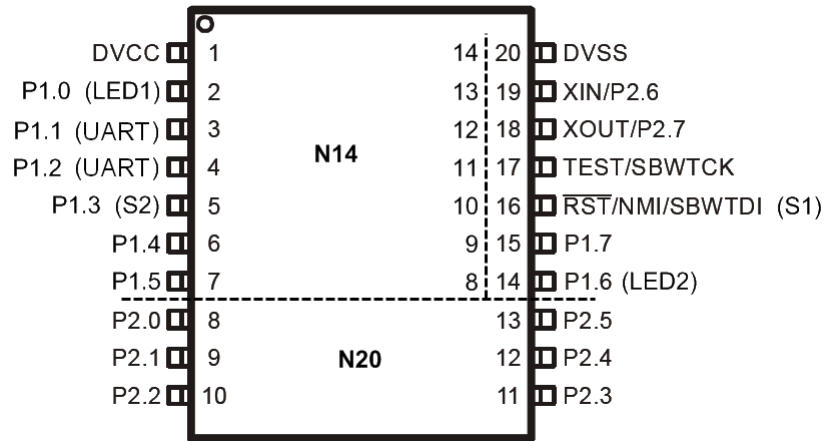 DVCC 1 14 20 DVSS
P1.0 (LED1) 2 13 19 XIN/P2.6
P1.1 (UART) 3 12 18 XOUT/P2.7
N14
P1.2 (UART) 4 11 17 TEST/SBWTCK
P1.3 (S2) 5 10 16 RST/NMI/SBWTDI (S1)
P1.4 6 9 15 P1.7
P1.5 7 8 14 P1.6 (LED2)
P2.0 8 13 P2.5
P2.1 9 N20 12 P2.4
P2.2 10 11 P2.3